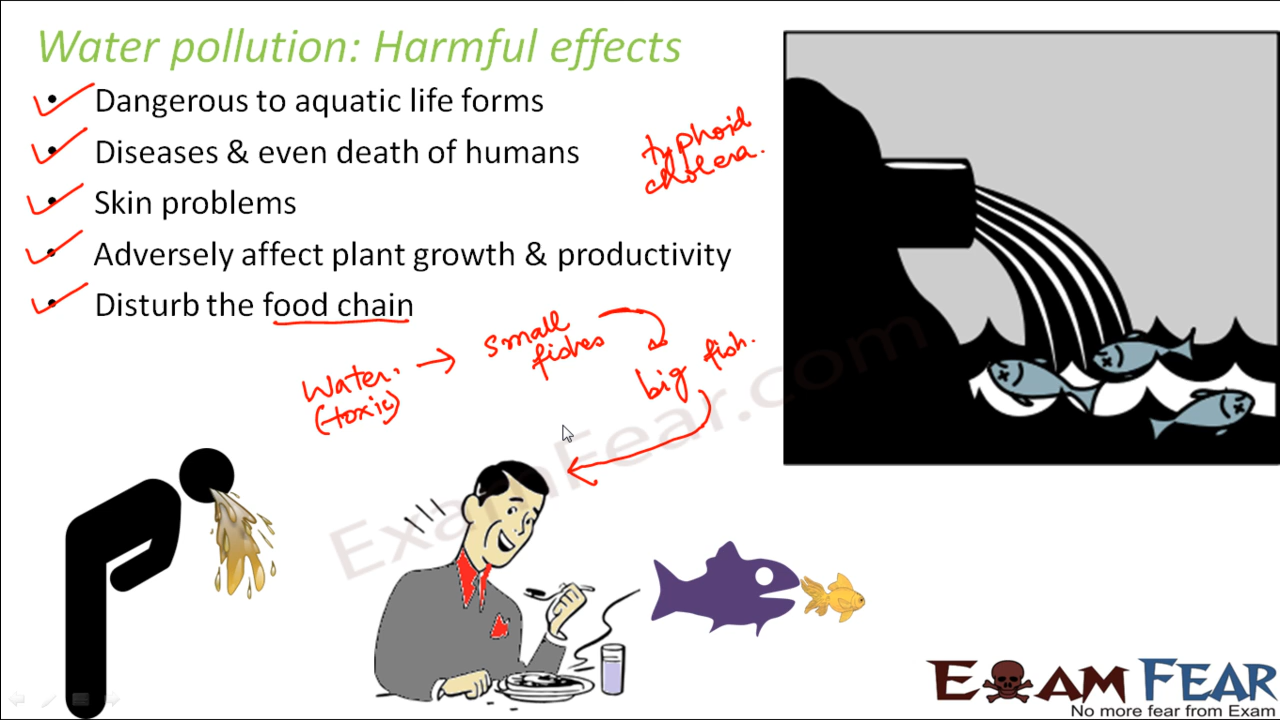 Water pollution: Harmful effects
• Dangerous to aquatic life forms
• Diseases & even death of humans
typhoid
cholera.
• Skin problems
• Adversely affect plant growth & productivity
• Disturb the food chain
Water. → small fishes
(toxic)
big fish.
ExamFear.com
EXAM FEAR
No more fear from Exam